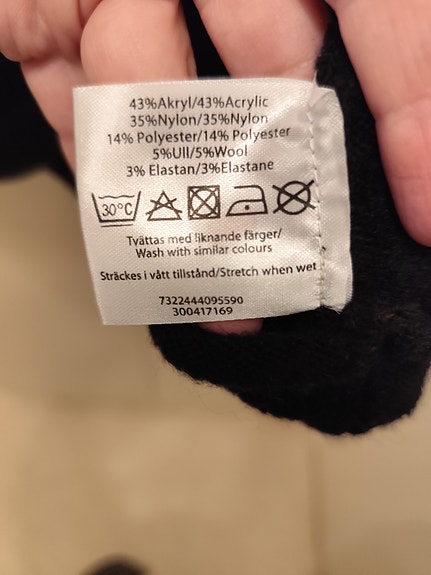 43%Akryl/43%Acrylic
35%Nylon/35%Nylon
14% Polyester/14% Polyester
5%Ull/5%Wool
3% Elastan/3%Elastane
30°C
Tvättas med liknande färger/
Wash with similar colours
Sträckes i vått tillstånd/Stretch when wet
7322444095590
300417169